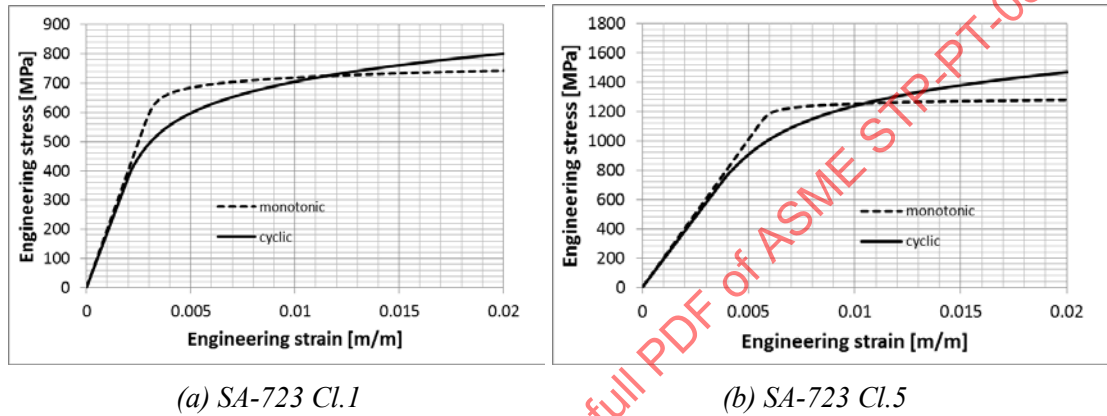 900
800
700
600
500
400
300
200
100
0
Engineering stress [MPa]
monotonic
cyclic
0 0.005 0.01 0.015 0.02
Engineering strain [m/m]
(a) SA-723 Cl.1
1800
1600
1400
1200
1000
800
600
400
200
0
Engineering stress [MPa]
monotonic
cyclic
0 0.005 0.01 0.015 0.02
Engineering strain [m/m]
(b) SA-723 Cl.5
full PDF of ASME STP-PT-0